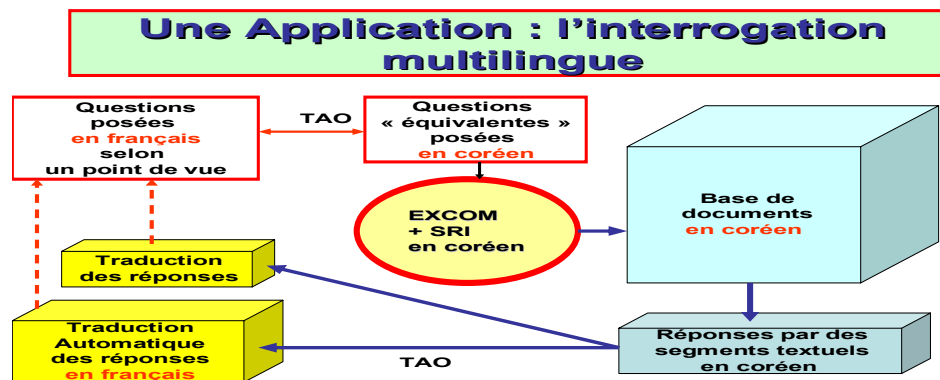 Une Application : l'interrogation
multilingue
Questions
posées
en français
selon
un point de vue
TAO
Questions
« équivalentes »
posées
en coréen
EXCOM
+ SRI
en coréen
Base de
documents
en coréen
Traduction
des réponses
Traduction
Automatique
des réponses
en français
TAO
Réponses par des
segments textuels
en coréen